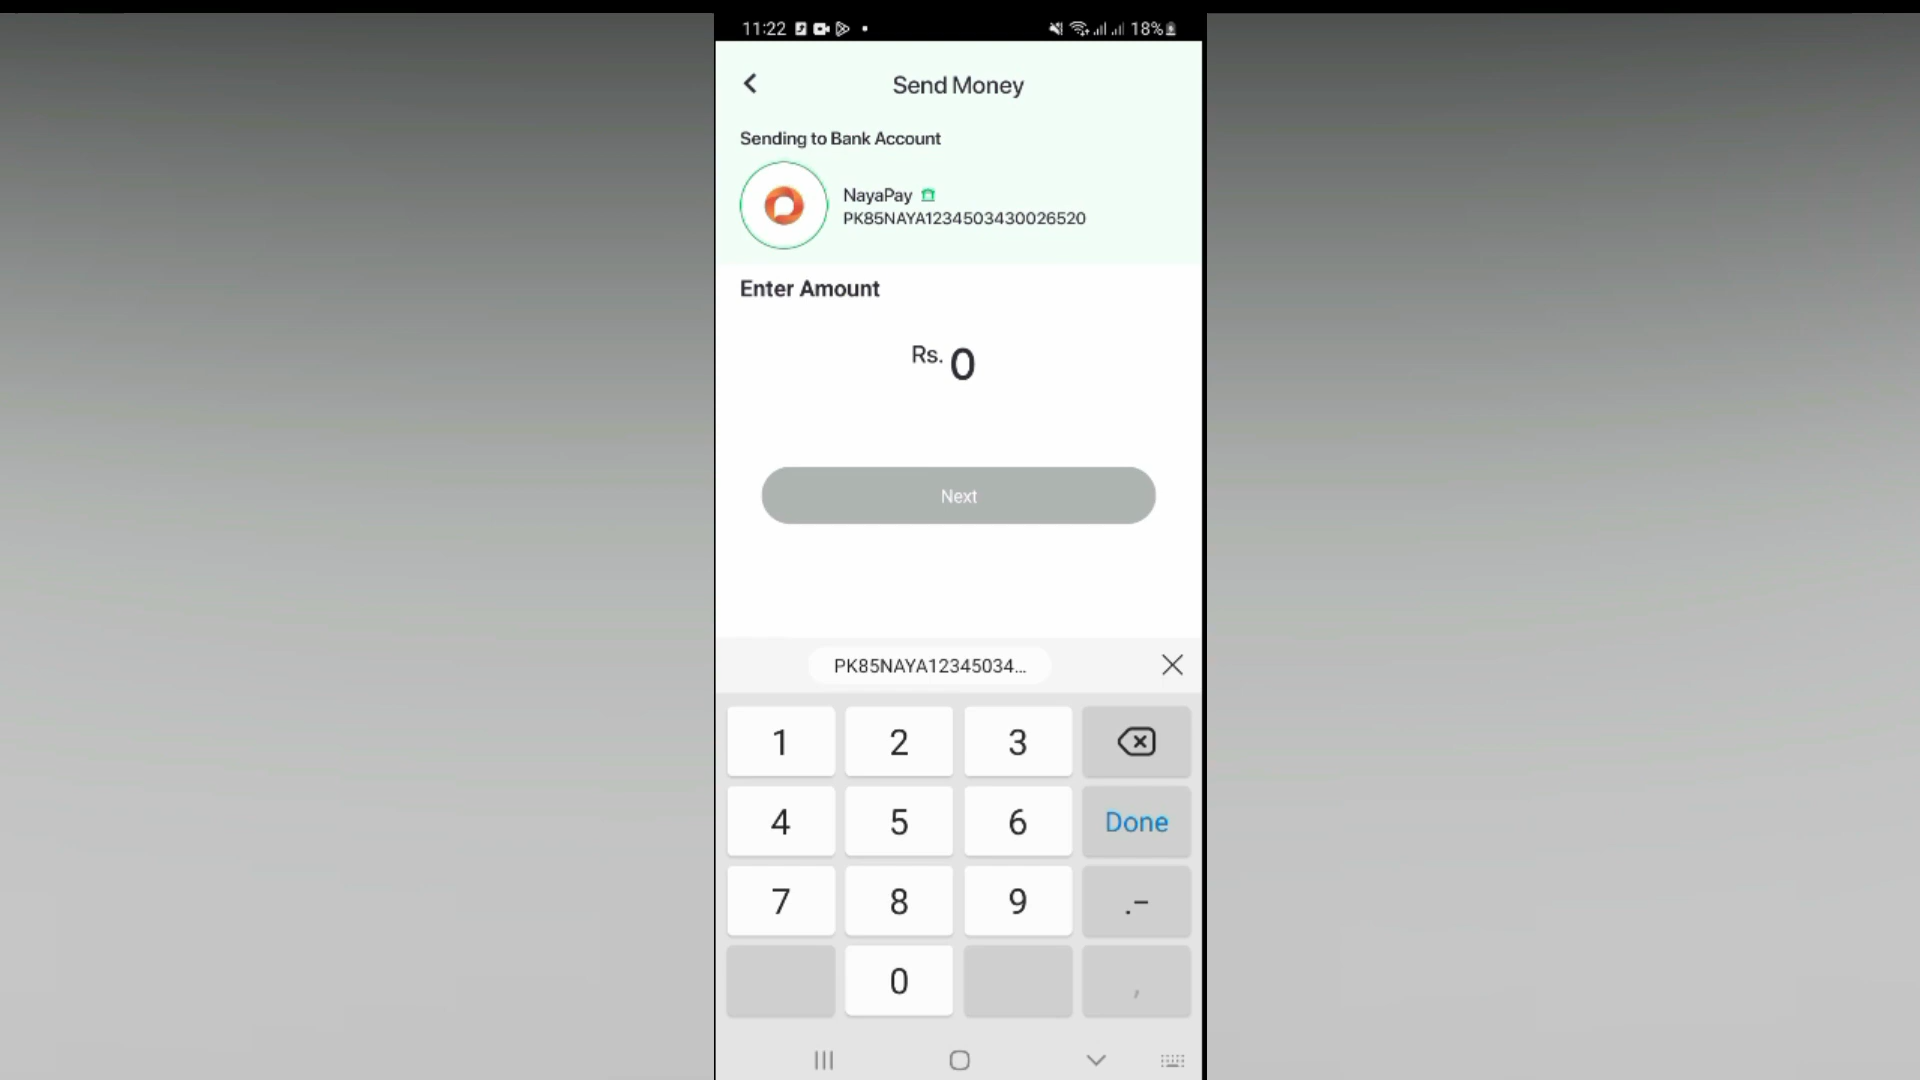 11:22
18%
Send Money
Sending to Bank Account
NayaPay
PK85NAYA1234503430026520
Enter Amount
Rs. 0
Next
PK85NAYA12345034...
1 2 3
4 5 6 Done
7 8 9 .-
0 ,